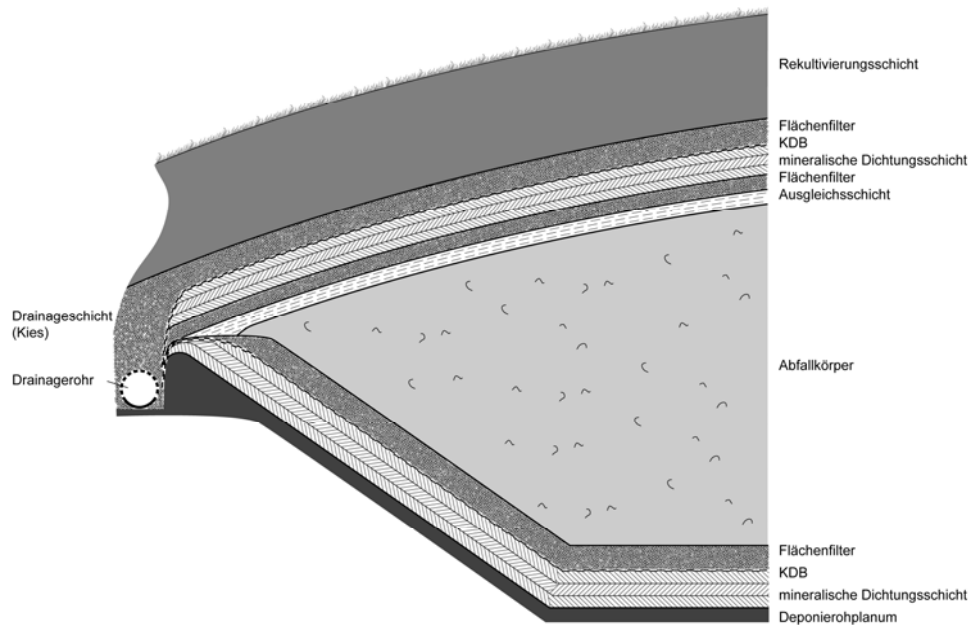 Rekultivierungsschicht
Flächenfilter
KDB
mineralische Dichtungsschicht
Flächenfilter
Ausgleichsschicht
Drainageschicht
(Kies)
Drainagerohr
Abfallkörper
Flächenfilter
KDB
mineralische Dichtungsschicht
Deponierohplanum